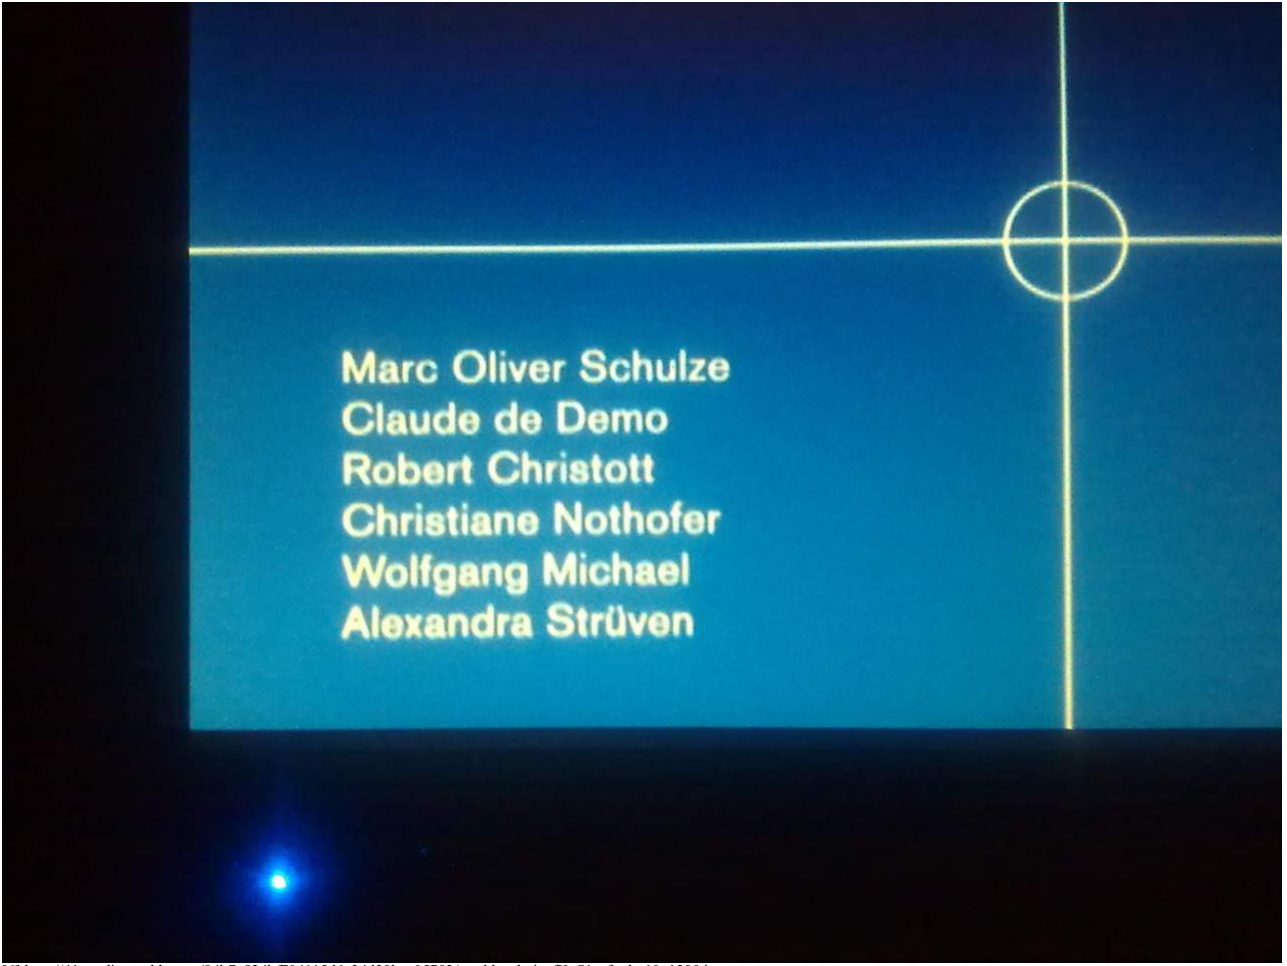 Marc Oliver Schulze
Claude de Demo
Robert Christott
Christiane Nothofer
Wolfgang Michael
Alexandra Strüven